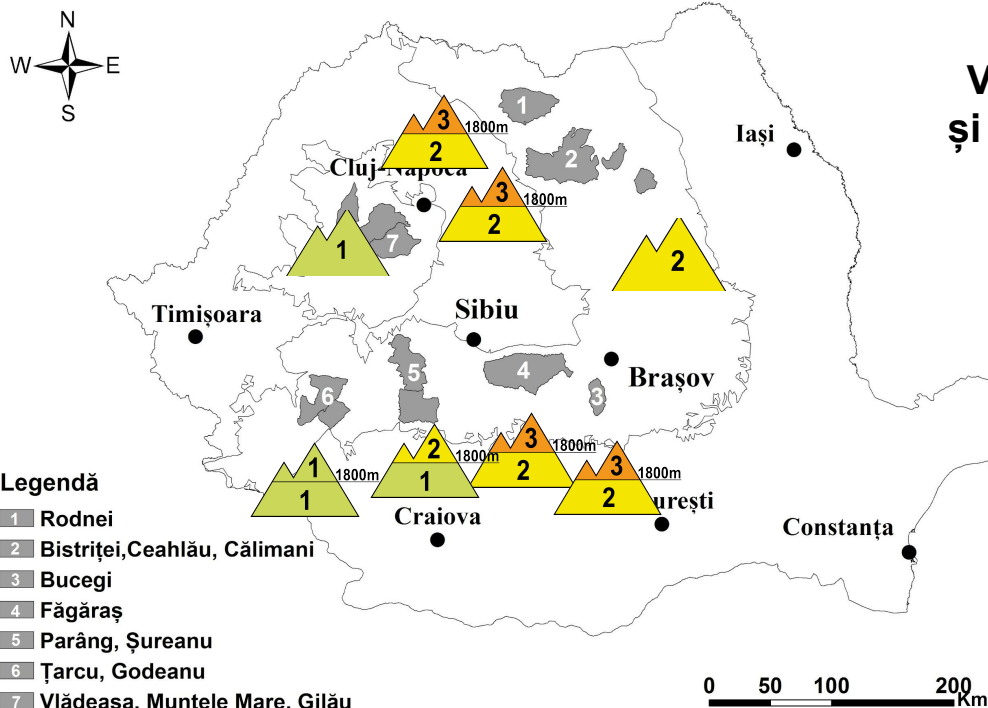 N
W E
S
V
și
1
3
1800m
2
Iași
2
Cluj-Napoca
3
1800m
2
7
1
2
Timișoara
Sibiu
5
4
Brașov
6
3
3
1800m
2
2
1800m
1
3
1800m
2
1
1800m
1
urești
Craiova
Constanța
Legendă
1 Rodnei
2 Bistriței,Ceahlău, Călimani
3 Bucegi
4 Făgăraș
5 Parâng, Șureanu
6 Țarcu, Godeanu
7 Vlădeasa, Muntele Mare, Gilău
0 50 100 200
Km